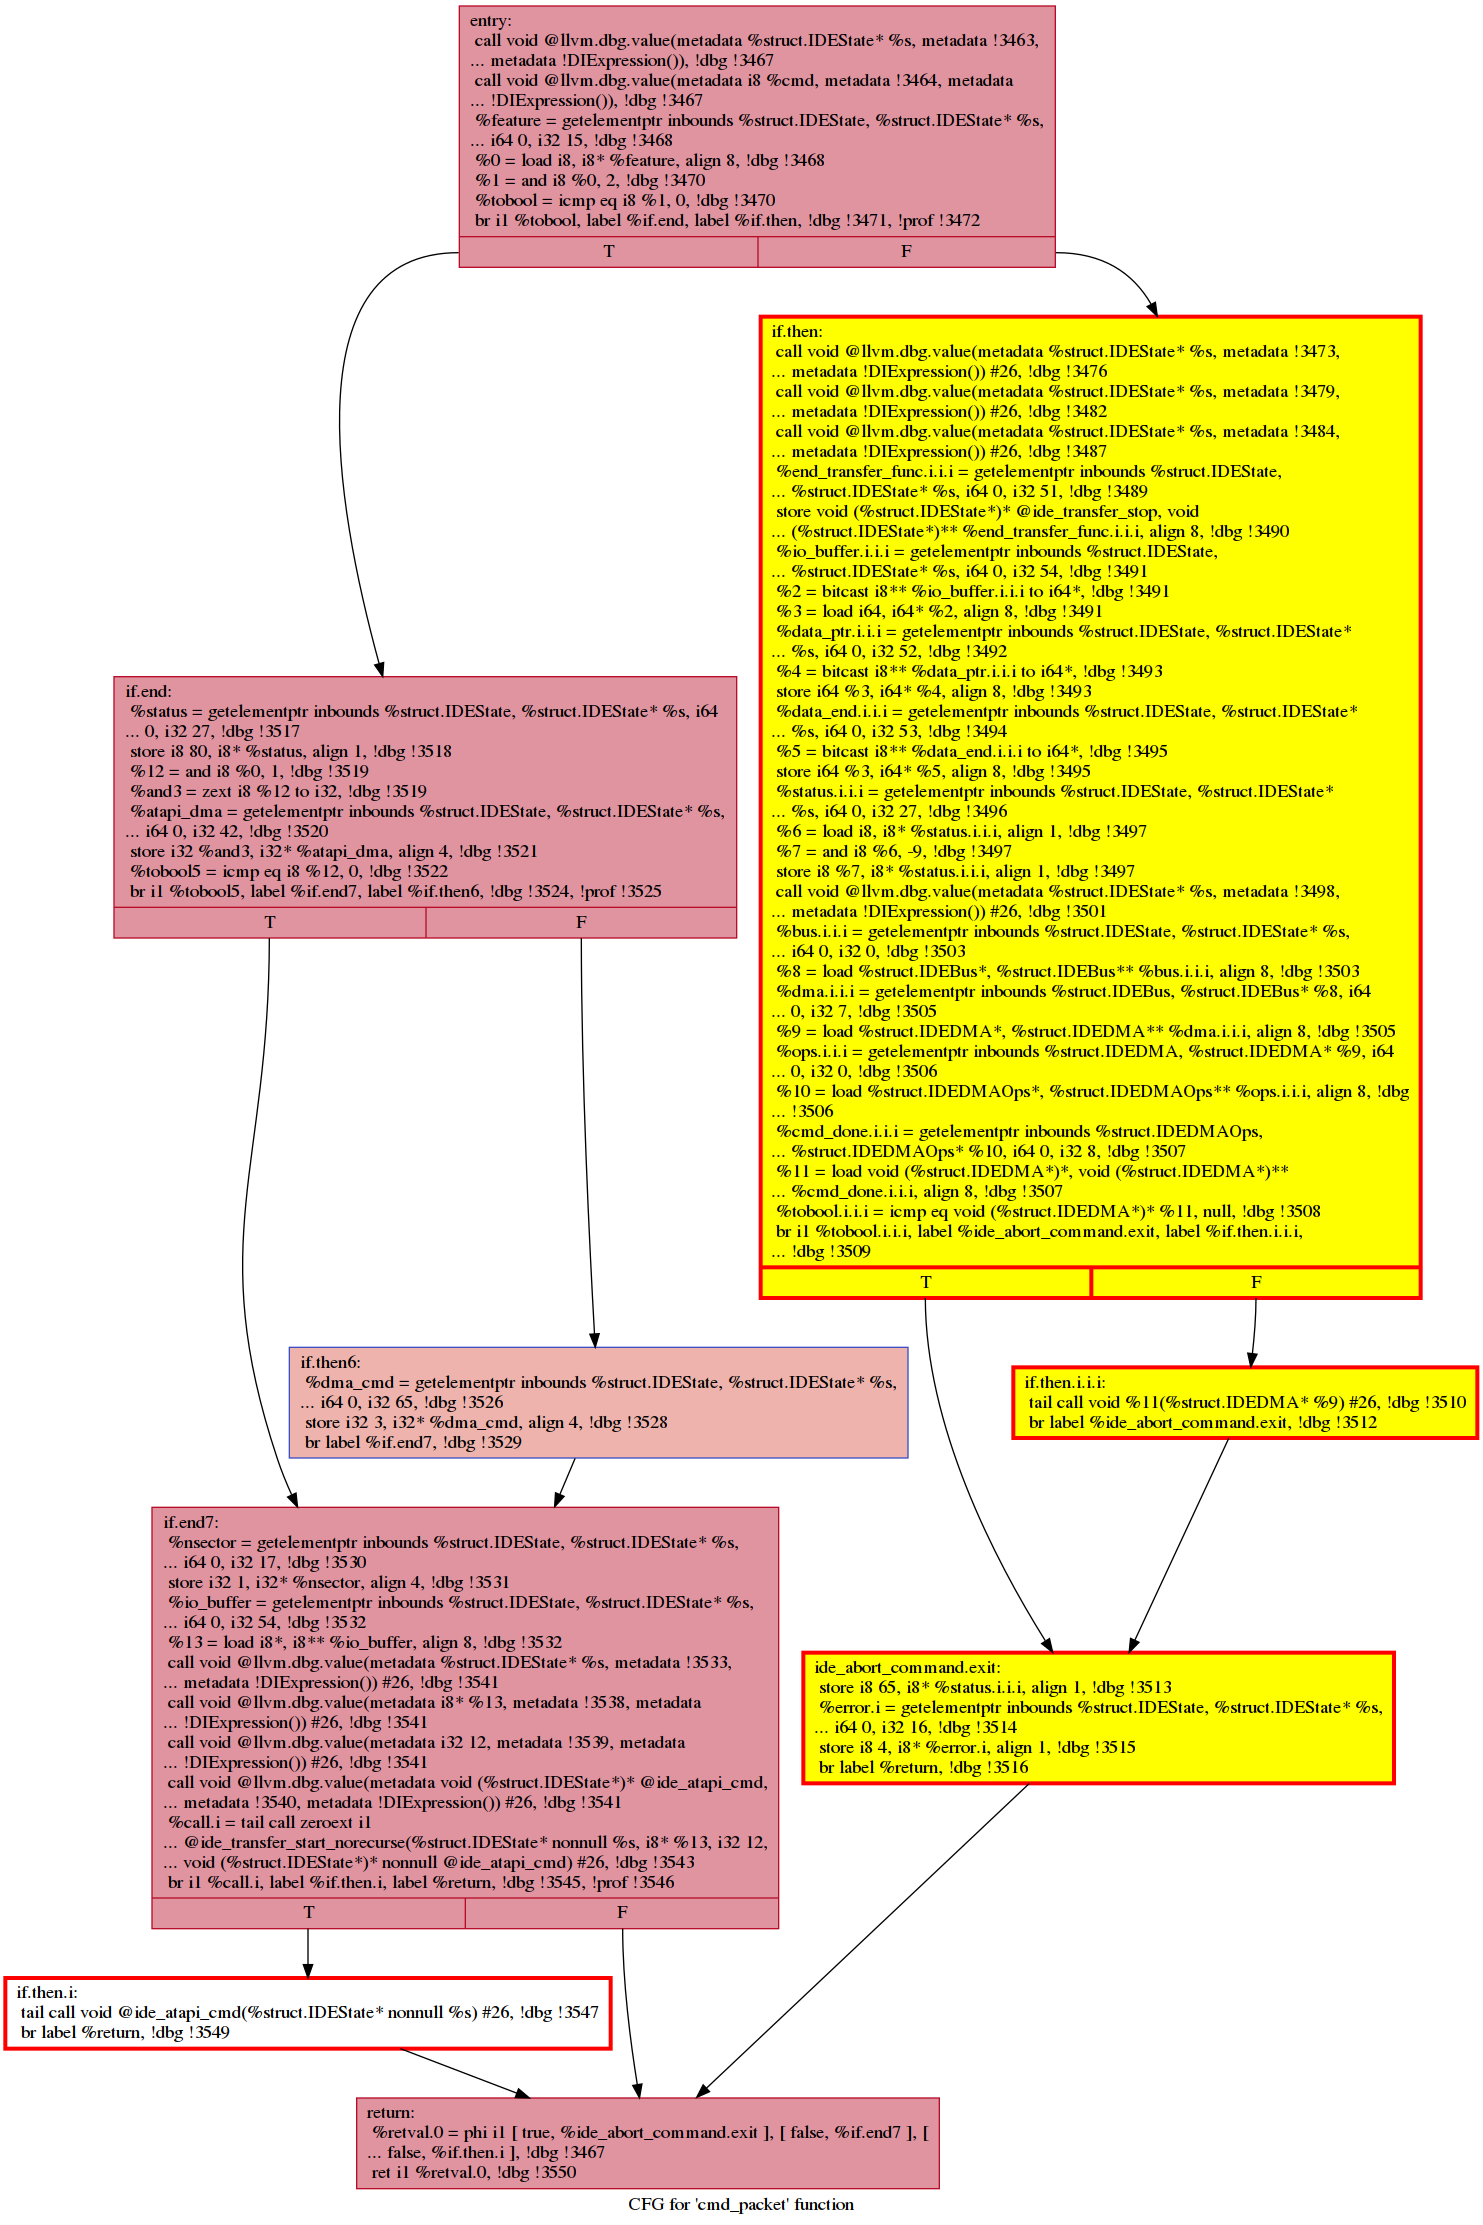 entry:
call void @llvm.dbg.value(metadata %struct.IDEState* %s, metadata !3463,
... metadata !DIExpression()), !dbg !3467
call void @llvm.dbg.value(metadata i8 %cmd, metadata !3464, metadata
... !DIExpression()), !dbg !3467
%feature = getelementptr inbounds %struct.IDEState, %struct.IDEState* %s,
... i64 0, i32 15, !dbg !3468
%0 = load i8, i8* %feature, align 8, !dbg !3468
%1 = and i8 %0, 2, !dbg !3470
%tobool = icmp eq i8 %1, 0, !dbg !3470
br i1 %tobool, label %if.end, label %if.then, !dbg !3471, !prof !3472
T
F
if.then:
call void @llvm.dbg.value(metadata %struct.IDEState* %s, metadata !3473,
... metadata !DIExpression()) #26, !dbg !3476
call void @llvm.dbg.value(metadata %struct.IDEState* %s, metadata !3479,
... metadata !DIExpression()) #26, !dbg !3482
call void @llvm.dbg.value(metadata %struct.IDEState* %s, metadata !3484,
... metadata !DIExpression()) #26, !dbg !3487
%end_transfer_func.i.i.i = getelementptr inbounds %struct.IDEState,
... %struct.IDEState* %s, i64 0, i32 51, !dbg !3489
store void (%struct.IDEState*)* @ide_transfer_stop, void
... (%struct.IDEState*)** %end_transfer_func.i.i.i, align 8, !dbg !3490
%io_buffer.i.i.i = getelementptr inbounds %struct.IDEState,
... %struct.IDEState* %s, i64 0, i32 54, !dbg !3491
%2 = bitcast i8** %io_buffer.i.i.i to i64*, !dbg !3491
%3 = load i64, i64* %2, align 8, !dbg !3491
%data_ptr.i.i.i = getelementptr inbounds %struct.IDEState, %struct.IDEState*
... %s, i64 0, i32 52, !dbg !3492
%4 = bitcast i8** %data_ptr.i.i.i to i64*, !dbg !3493
store i64 %3, i64* %4, align 8, !dbg !3493
%data_end.i.i.i = getelementptr inbounds %struct.IDEState, %struct.IDEState*
... %s, i64 0, i32 53, !dbg !3494
%5 = bitcast i8** %data_end.i.i.i to i64*, !dbg !3495
store i64 %3, i64* %5, align 8, !dbg !3495
%status.i.i.i = getelementptr inbounds %struct.IDEState, %struct.IDEState*
... %s, i64 0, i32 27, !dbg !3496
%6 = load i8, i8* %status.i.i.i, align 1, !dbg !3497
%7 = and i8 %6, -9, !dbg !3497
store i8 %7, i8* %status.i.i.i, align 1, !dbg !3497
call void @llvm.dbg.value(metadata %struct.IDEState* %s, metadata !3498,
... metadata !DIExpression()) #26, !dbg !3501
%bus.i.i.i = getelementptr inbounds %struct.IDEState, %struct.IDEState* %s,
... i64 0, i32 0, !dbg !3503
%8 = load %struct.IDEBus*, %struct.IDEBus** %bus.i.i.i, align 8, !dbg !3503
%dma.i.i.i = getelementptr inbounds %struct.IDEBus, %struct.IDEBus* %8, i64
... 0, i32 7, !dbg !3505
%9 = load %struct.IDEDMA*, %struct.IDEDMA** %dma.i.i.i, align 8, !dbg !3505
%ops.i.i.i = getelementptr inbounds %struct.IDEDMA, %struct.IDEDMA* %9, i64
... 0, i32 0, !dbg !3506
%10 = load %struct.IDEDMAOps*, %struct.IDEDMAOps** %ops.i.i.i, align 8, !dbg
... !3506
%cmd_done.i.i.i = getelementptr inbounds %struct.IDEDMAOps,
... %struct.IDEDMAOps* %10, i64 0, i32 8, !dbg !3507
%11 = load void (%struct.IDEDMA*)*, void (%struct.IDEDMA*)**
... %cmd_done.i.i.i, align 8, !dbg !3507
%tobool.i.i.i = icmp eq void (%struct.IDEDMA*)* %11, null, !dbg !3508
br i1 %tobool.i.i.i, label %ide_abort_command.exit, label %if.then.i.i.i,
... !dbg !3509
T
F
if.end:
%status = getelementptr inbounds %struct.IDEState, %struct.IDEState* %s, i64
... 0, i32 27, !dbg !3517
store i8 80, i8* %status, align 1, !dbg !3518
%12 = and i8 %0, 1, !dbg !3519
%and3 = zext i8 %12 to i32, !dbg !3519
%atapi_dma = getelementptr inbounds %struct.IDEState, %struct.IDEState* %s,
... i64 0, i32 42, !dbg !3520
store i32 %and3, i32* %atapi_dma, align 4, !dbg !3521
%tobool5 = icmp eq i8 %12, 0, !dbg !3522
br i1 %tobool5, label %if.end7, label %if.then6, !dbg !3524, !prof !3525
T
F
if.then6:
%dma_cmd = getelementptr inbounds %struct.IDEState, %struct.IDEState* %s,
... i64 0, i32 65, !dbg !3526
store i32 3, i32* %dma_cmd, align 4, !dbg !3528
br label %if.end7, !dbg !3529
if.then.i.i.i:
tail call void %11(%struct.IDEDMA* %9) #26, !dbg !3510
br label %ide_abort_command.exit, !dbg !3512
if.end7:
%nsector = getelementptr inbounds %struct.IDEState, %struct.IDEState* %s,
... i64 0, i32 17, !dbg !3530
store i32 1, i32* %nsector, align 4, !dbg !3531
%io_buffer = getelementptr inbounds %struct.IDEState, %struct.IDEState* %s,
... i64 0, i32 54, !dbg !3532
%13 = load i8*, i8** %io_buffer, align 8, !dbg !3532
call void @llvm.dbg.value(metadata %struct.IDEState* %s, metadata !3533,
... metadata !DIExpression()) #26, !dbg !3541
call void @llvm.dbg.value(metadata i8* %13, metadata !3538, metadata
... !DIExpression()) #26, !dbg !3541
call void @llvm.dbg.value(metadata i32 12, metadata !3539, metadata
... !DIExpression()) #26, !dbg !3541
call void @llvm.dbg.value(metadata void (%struct.IDEState*)* @ide_atapi_cmd,
... metadata !3540, metadata !DIExpression()) #26, !dbg !3541
%call.i = tail call zeroext i1
... @ide_transfer_start_norecurse(%struct.IDEState* nonnull %s, i8* %13, i32 12,
... void (%struct.IDEState*)* nonnull @ide_atapi_cmd) #26, !dbg !3543
br i1 %call.i, label %if.then.i, label %return, !dbg !3545, !prof !3546
T
F
ide_abort_command.exit:
store i8 65, i8* %status.i.i.i, align 1, !dbg !3513
%error.i = getelementptr inbounds %struct.IDEState, %struct.IDEState* %s,
... i64 0, i32 16, !dbg !3514
store i8 4, i8* %error.i, align 1, !dbg !3515
br label %return, !dbg !3516
if.then.i:
tail call void @ide_atapi_cmd(%struct.IDEState* nonnull %s) #26, !dbg !3547
br label %return, !dbg !3549
return:
%retval.0 = phi i1 [ true, %ide_abort_command.exit ], [ false, %if.end7 ], [
... false, %if.then.i ], !dbg !3467
ret i1 %retval.0, !dbg !3550
CFG for 'cmd_packet' function